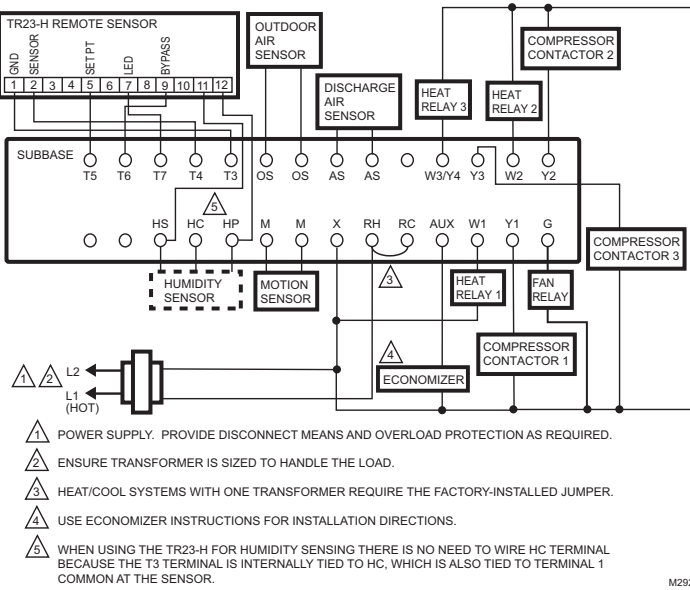 TR23-H REMOTE SENSOR
GND
SENSOR
SET PT
LED
BYPASS
1 2 3 4 5 6 7 8 9 10 11 12
OUTDOOR
AIR
SENSOR
DISCHARGE
AIR
SENSOR
HEAT
RELAY 3
HEAT
RELAY 2
COMPRESSOR
CONTACTOR 2
SUBBASE
T5 T6 T7 T4 T3 OS OS AS AS W3/Y4 Y3 W2 Y2
5
HS HC HP M M X RH RC AUX W1 Y1 G
COMPRESSOR
CONTACTOR 3
HUMIDITY
SENSOR
MOTION
SENSOR
3
HEAT
RELAY 1
FAN
RELAY
4
ECONOMIZER
COMPRESSOR
CONTACTOR 1
1 2 L2
L1
(HOT)
1 POWER SUPPLY. PROVIDE DISCONNECT MEANS AND OVERLOAD PROTECTION AS REQUIRED.
2 ENSURE TRANSFORMER IS SIZED TO HANDLE THE LOAD.
3 HEAT/COOL SYSTEMS WITH ONE TRANSFORMER REQUIRE THE FACTORY-INSTALLED JUMPER.
4 USE ECONOMIZER INSTRUCTIONS FOR INSTALLATION DIRECTIONS.
5 WHEN USING THE TR23-H FOR HUMIDITY SENSING THERE IS NO NEED TO WIRE HC TERMINAL
BECAUSE THE T3 TERMINAL IS INTERNALLY TIED TO HC, WHICH IS ALSO TIED TO TERMINAL 1
COMMON AT THE SENSOR.
M292